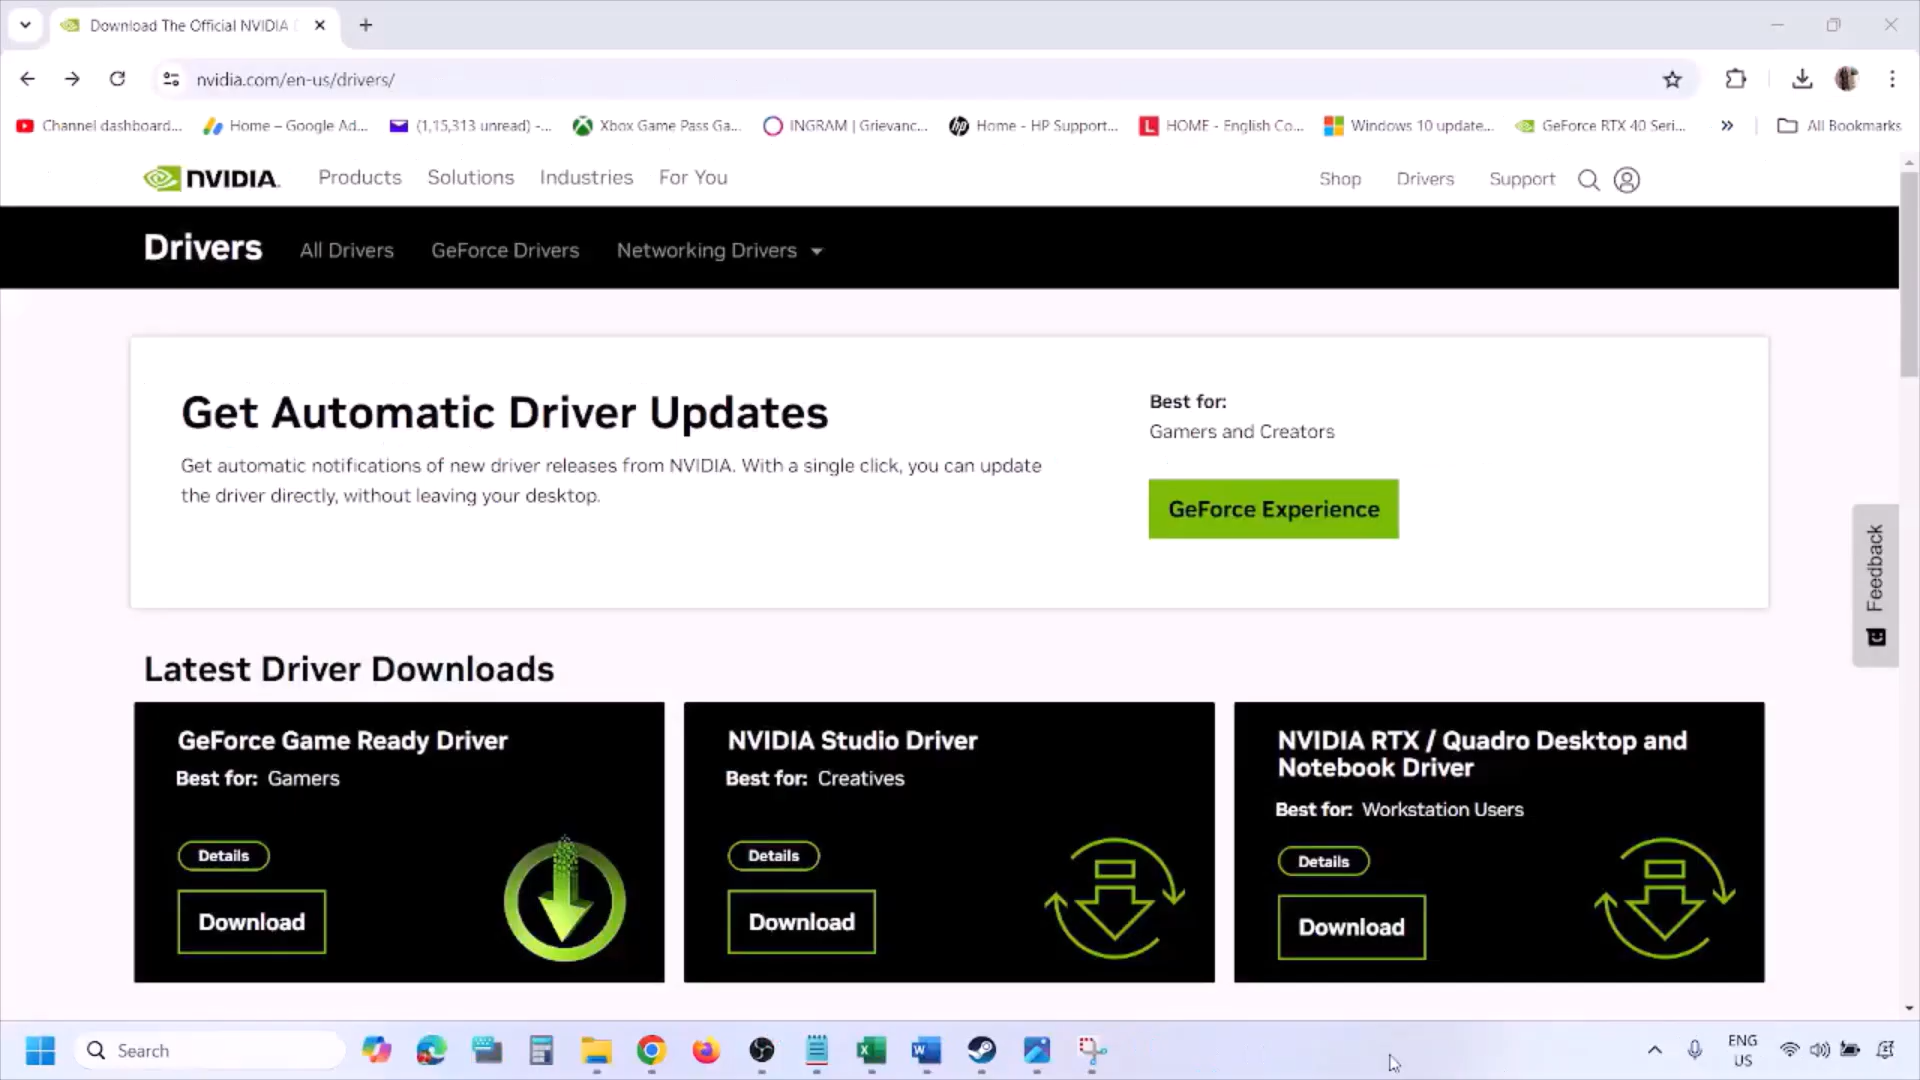 Download The Official NVIDIA
nvidia.com/en-us/drivers/
Channel dashboard...
Home – Google Ad...
(1,15,313 unread) -...
Xbox Game Pass Ga...
INGRAM | Grievanc...
Home - HP Support...
HOME - English Co...
Windows 10 update...
GeForce RTX 40 Seri...
All Bookmarks
NVIDIA.
Products
Solutions
Industries
For You
Shop
Drivers
Support
Drivers
All Drivers
GeForce Drivers
Networking Drivers
Get Automatic Driver Updates
Get automatic notifications of new driver releases from NVIDIA. With a single click, you can update
the driver directly, without leaving your desktop.
Best for:
Gamers and Creators
GeForce Experience
Feedback
Latest Driver Downloads
GeForce Game Ready Driver
Best for: Gamers
Details
Download
NVIDIA Studio Driver
Best for: Creatives
Details
Download
NVIDIA RTX / Quadro Desktop and
Notebook Driver
Best for: Workstation Users
Details
Download
Search
ENG
US